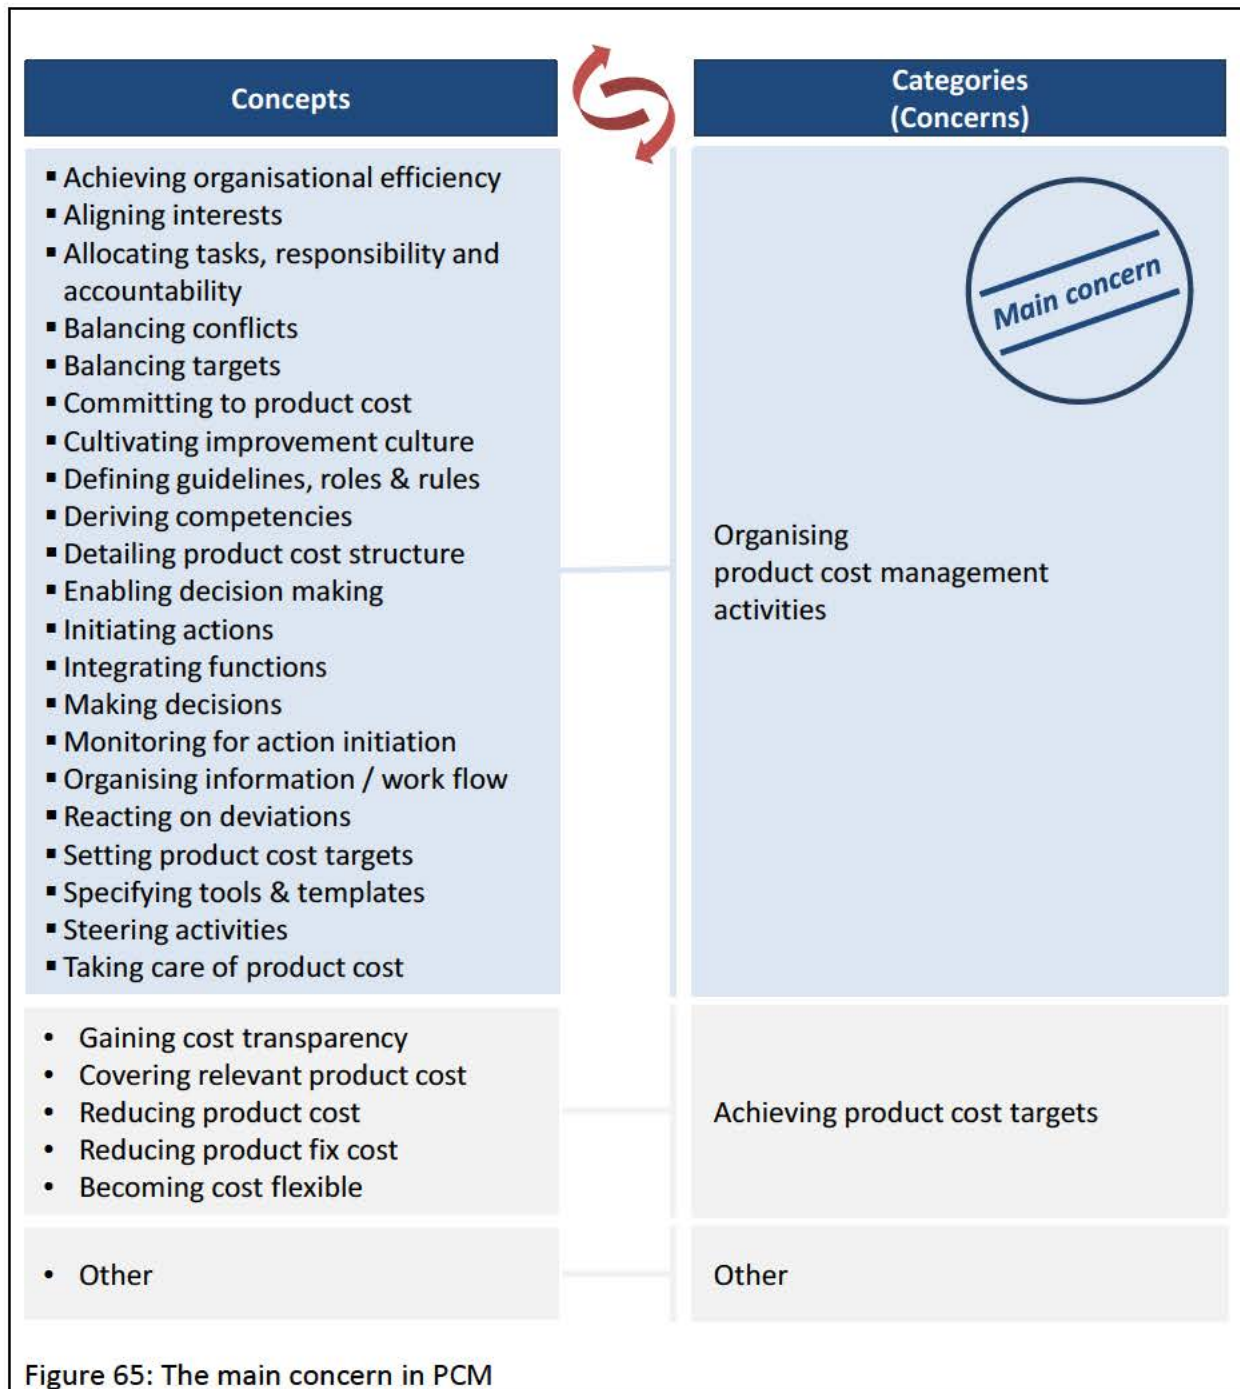 Concepts
Categories
(Concerns)
▪ Achieving organisational efficiency
▪ Aligning interests
▪ Allocating tasks, responsibility and
accountability
▪ Balancing conflicts
▪ Balancing targets
▪ Committing to product cost
▪ Cultivating improvement culture
▪ Defining guidelines, roles & rules
▪ Deriving competencies
▪ Detailing product cost structure
▪ Enabling decision making
▪ Initiating actions
▪ Integrating functions
▪ Making decisions
▪ Monitoring for action initiation
▪ Organising information / work flow
▪ Reacting on deviations
▪ Setting product cost targets
▪ Specifying tools & templates
▪ Steering activities
▪ Taking care of product cost
Main concern
Organising
product cost management
activities
• Gaining cost transparency
• Covering relevant product cost
• Reducing product cost
• Reducing product fix cost
• Becoming cost flexible
Achieving product cost targets
• Other
Other
Figure 65: The main concern in PCM